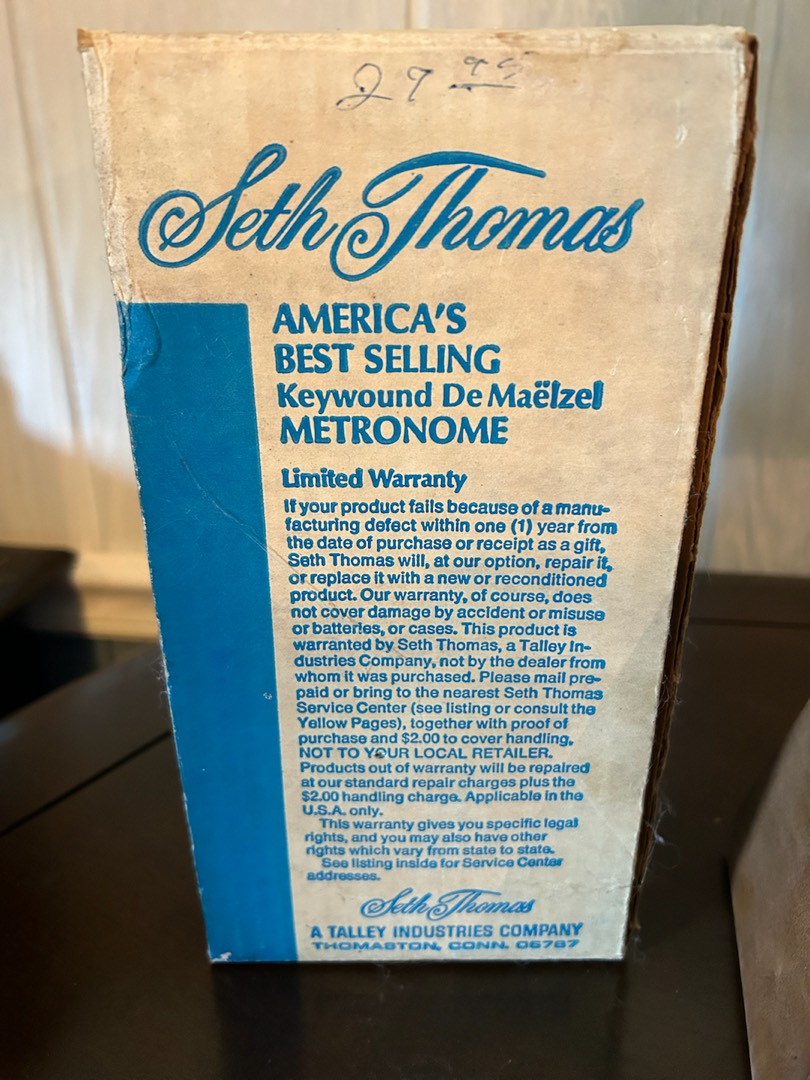 27 95
Seth Thomas
AMERICA'S
BEST SELLING
Keywound De Maëlzel
METRONOME
Limited Warranty
If your product fails because of a manu-
facturing defect within one (1) year from
the date of purchase or receipt as a gift,
Seth Thomas will, at our option, repair it,
or replace it with a new or reconditioned
product. Our warranty, of course, does
not cover damage by accident or misuse
or batteries, or cases. This product is
warranted by Seth Thomas, a Talley In-
dustries Company, not by the dealer from
whom it was purchased. Please mail pre-
paid or bring to the nearest Seth Thomas
Service Center (see listing or consult the
Yellow Pages), together with proof of
purchase and $2.00 to cover handling,
NOT TO YOUR LOCAL RETAILER.
Products out of warranty will be repaired
at our standard repair charges plus the
$2.00 handling charge. Applicable in the
U.S.A. only.
This warranty gives you specific legal
rights, and you may also have other
rights which vary from state to state.
See listing inside for Service Center
addresses.
Seth Thomas
A TALLEY INDUSTRIES COMPANY
THOMASTON, CONN. 06787